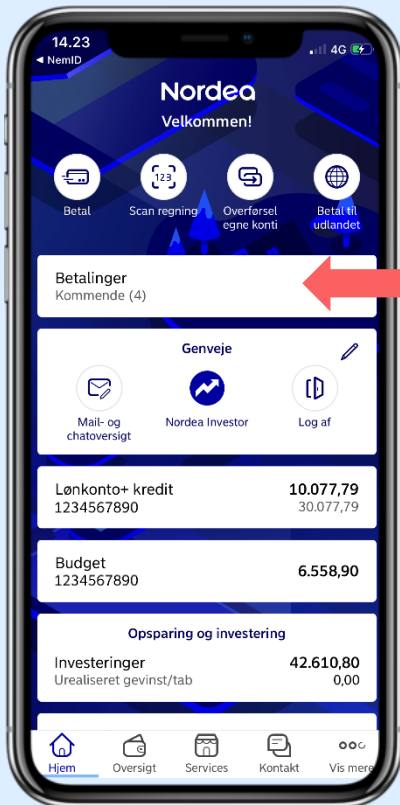 14.23
4G
◀ NemID
Nordea
Velkommen!
Betal
Scan regning
Overførsel
egne konti
Betal til
udlandet
123
Betalinger
Kommende (4)
Genveje
Mail- og
chatoversigt
Nordea Investor
Log af
Lønkonto+ kredit
10.077,79
1234567890
30.077,79
Budget
1234567890
6.558,90
Opsparing og investering
Investeringer
42.610,80
Urealiseret gevinst/tab
0,00
Hjem
Oversigt
Services
Kontakt
Vis mere